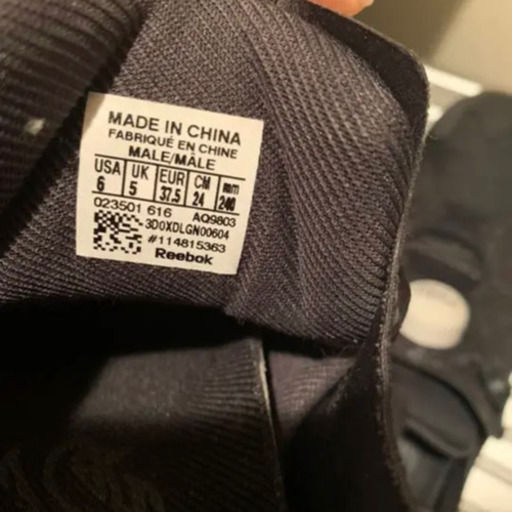 MADE IN CHINA
FABRIQUÉ EN CHINE
MALE/MÂLE
USA UK EUR CM mm
6 5 37.5 24 240
023501 616 AQ9803
3D0XDLGN00604
#114815363
Reebok